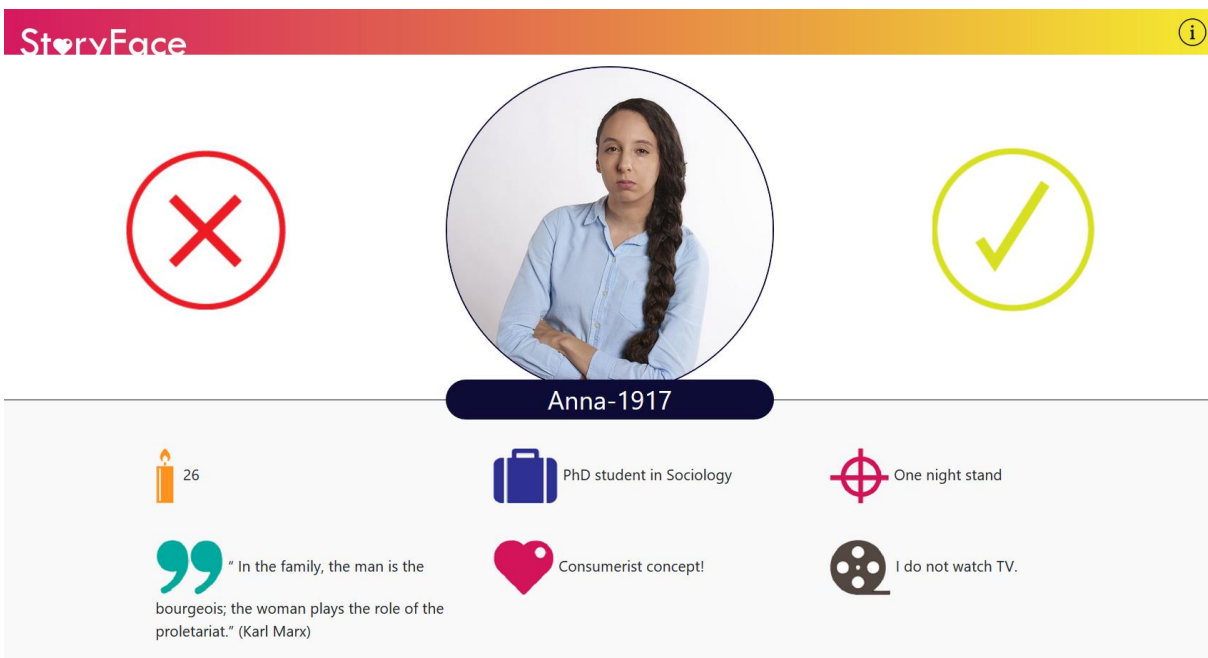 StoryFace
i
Anna-1917
26
PhD student in Sociology
One night stand
“ In the family, the man is the
bourgeois; the woman plays the role of the
proletariat.” (Karl Marx)
Consumerist concept!
I do not watch TV.